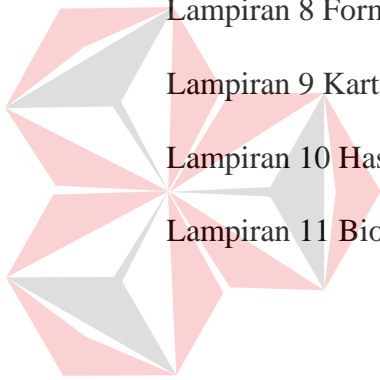 Lampiran 8 Form
Lampiran 9 Kart
Lampiran 10 Has
Lampiran 11 Bio